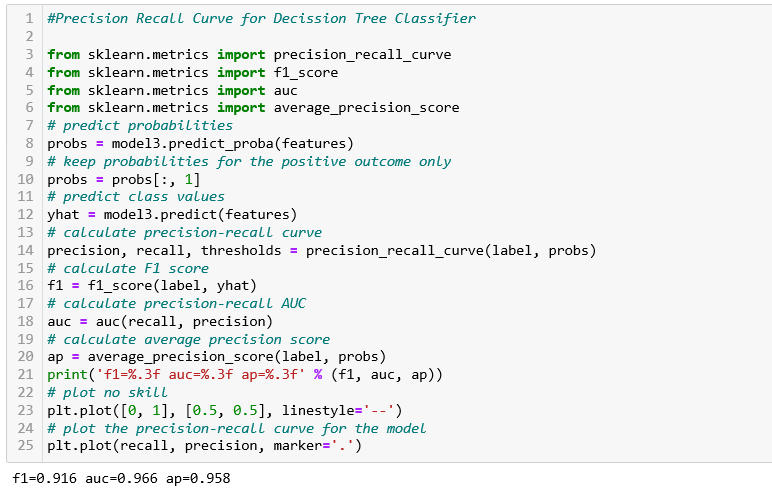 1 #Precision Recall Curve for Decission Tree Classifier
2
3 from sklearn.metrics import precision_recall_curve
4 from sklearn.metrics import f1_score
5 from sklearn.metrics import auc
6 from sklearn.metrics import average_precision_score
7 # predict probabilities
8 probs = model3.predict_proba(features)
9 # keep probabilities for the positive outcome only
10 probs = probs[:, 1]
11 # predict class values
12 yhat = model3.predict(features)
13 # calculate precision-recall curve
14 precision, recall, thresholds = precision_recall_curve(label, probs)
15 # calculate F1 score
16 f1 = f1_score(label, yhat)
17 # calculate precision-recall AUC
18 auc = auc(recall, precision)
19 # calculate average precision score
20 ap = average_precision_score(label, probs)
21 print('f1=%.3f auc=%.3f ap=%.3f' % (f1, auc, ap))
22 # plot no skill
23 plt.plot([0, 1], [0.5, 0.5], linestyle='--')
24 # plot the precision-recall curve for the model
25 plt.plot(recall, precision, marker='.')
f1=0.916 auc=0.966 ap=0.958